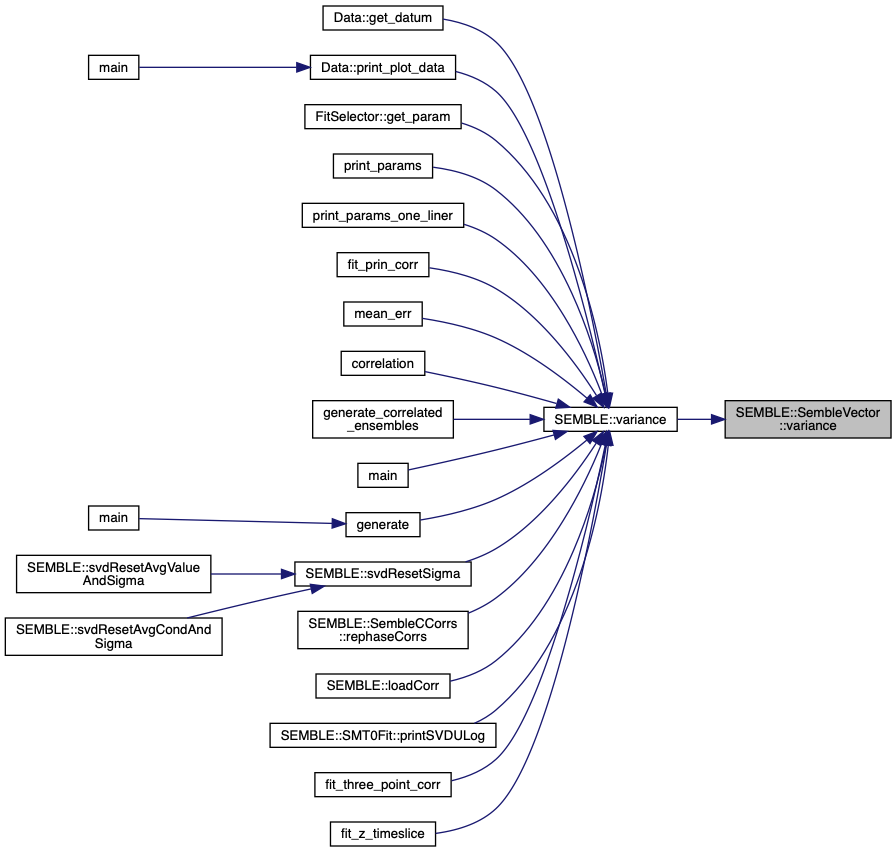 Data::get_datum
main
Data::print_plot_data
FitSelector::get_param
print_params
print_params_one_liner
fit_prin_corr
mean_err
correlation
generate_correlated
_ensembles
SEMBLE::variance
SEMBLE::SembleVector
::variance
main
main
generate
SEMBLE::svdResetAvgValue
AndSigma
SEMBLE::svdResetSigma
SEMBLE::svdResetAvgCondAnd
Sigma
SEMBLE::SembleCCorrs
::rephaseCorrs
SEMBLE::loadCorr
SEMBLE::SMT0Fit::printSVDULog
fit_three_point_corr
fit_z_timeslice